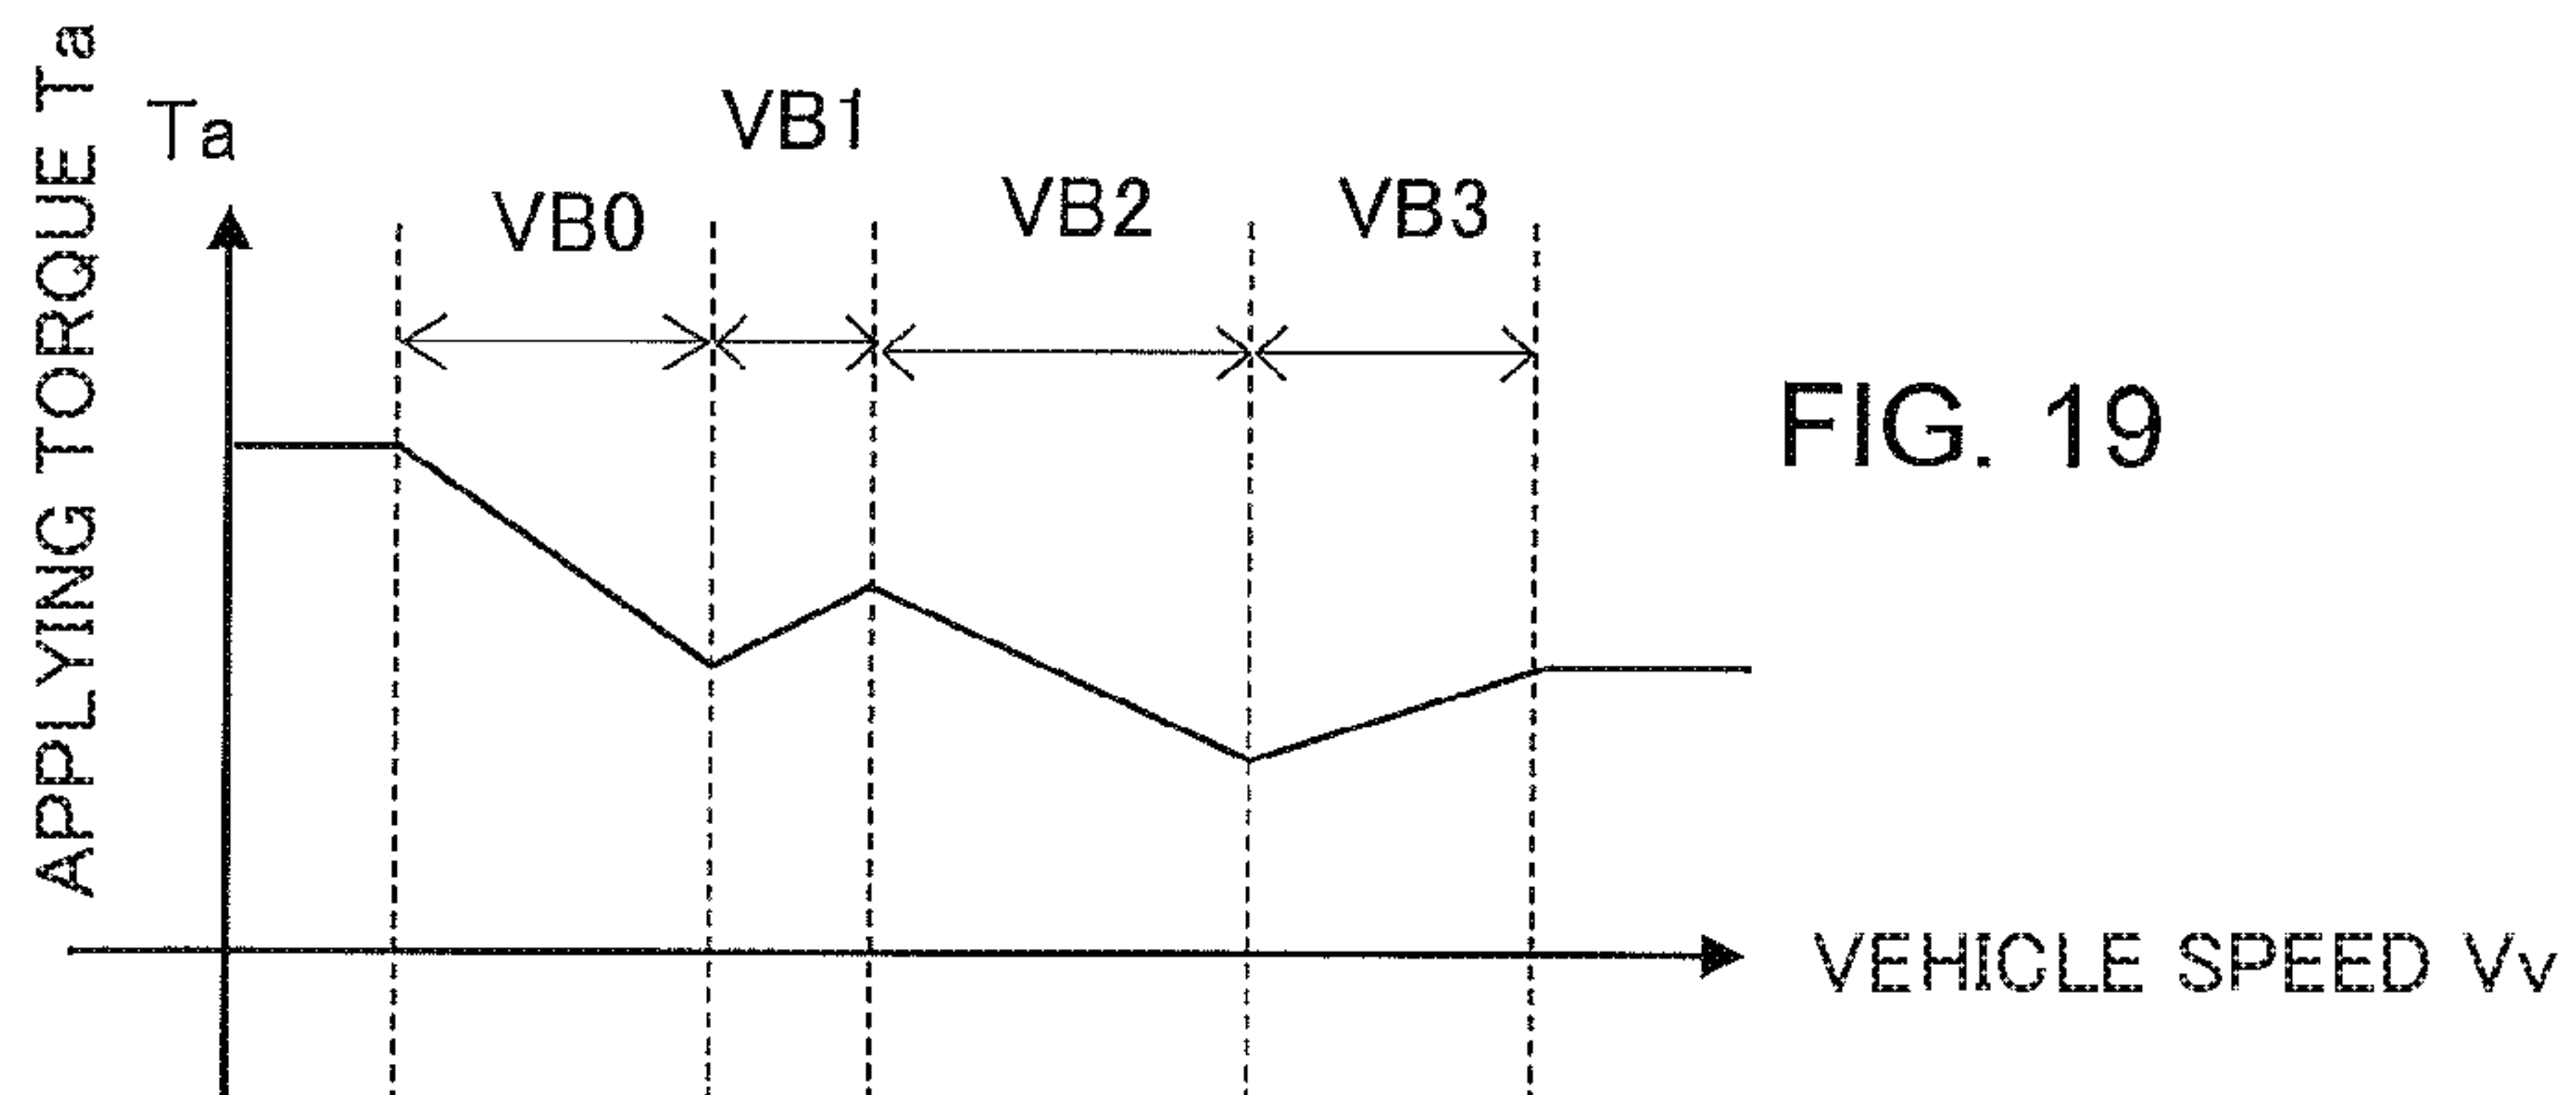 APPLYING TORQUE Ta
Ta
VB1
VB0
VB2
VB3
FIG. 19
VEHICLE SPEED Vv